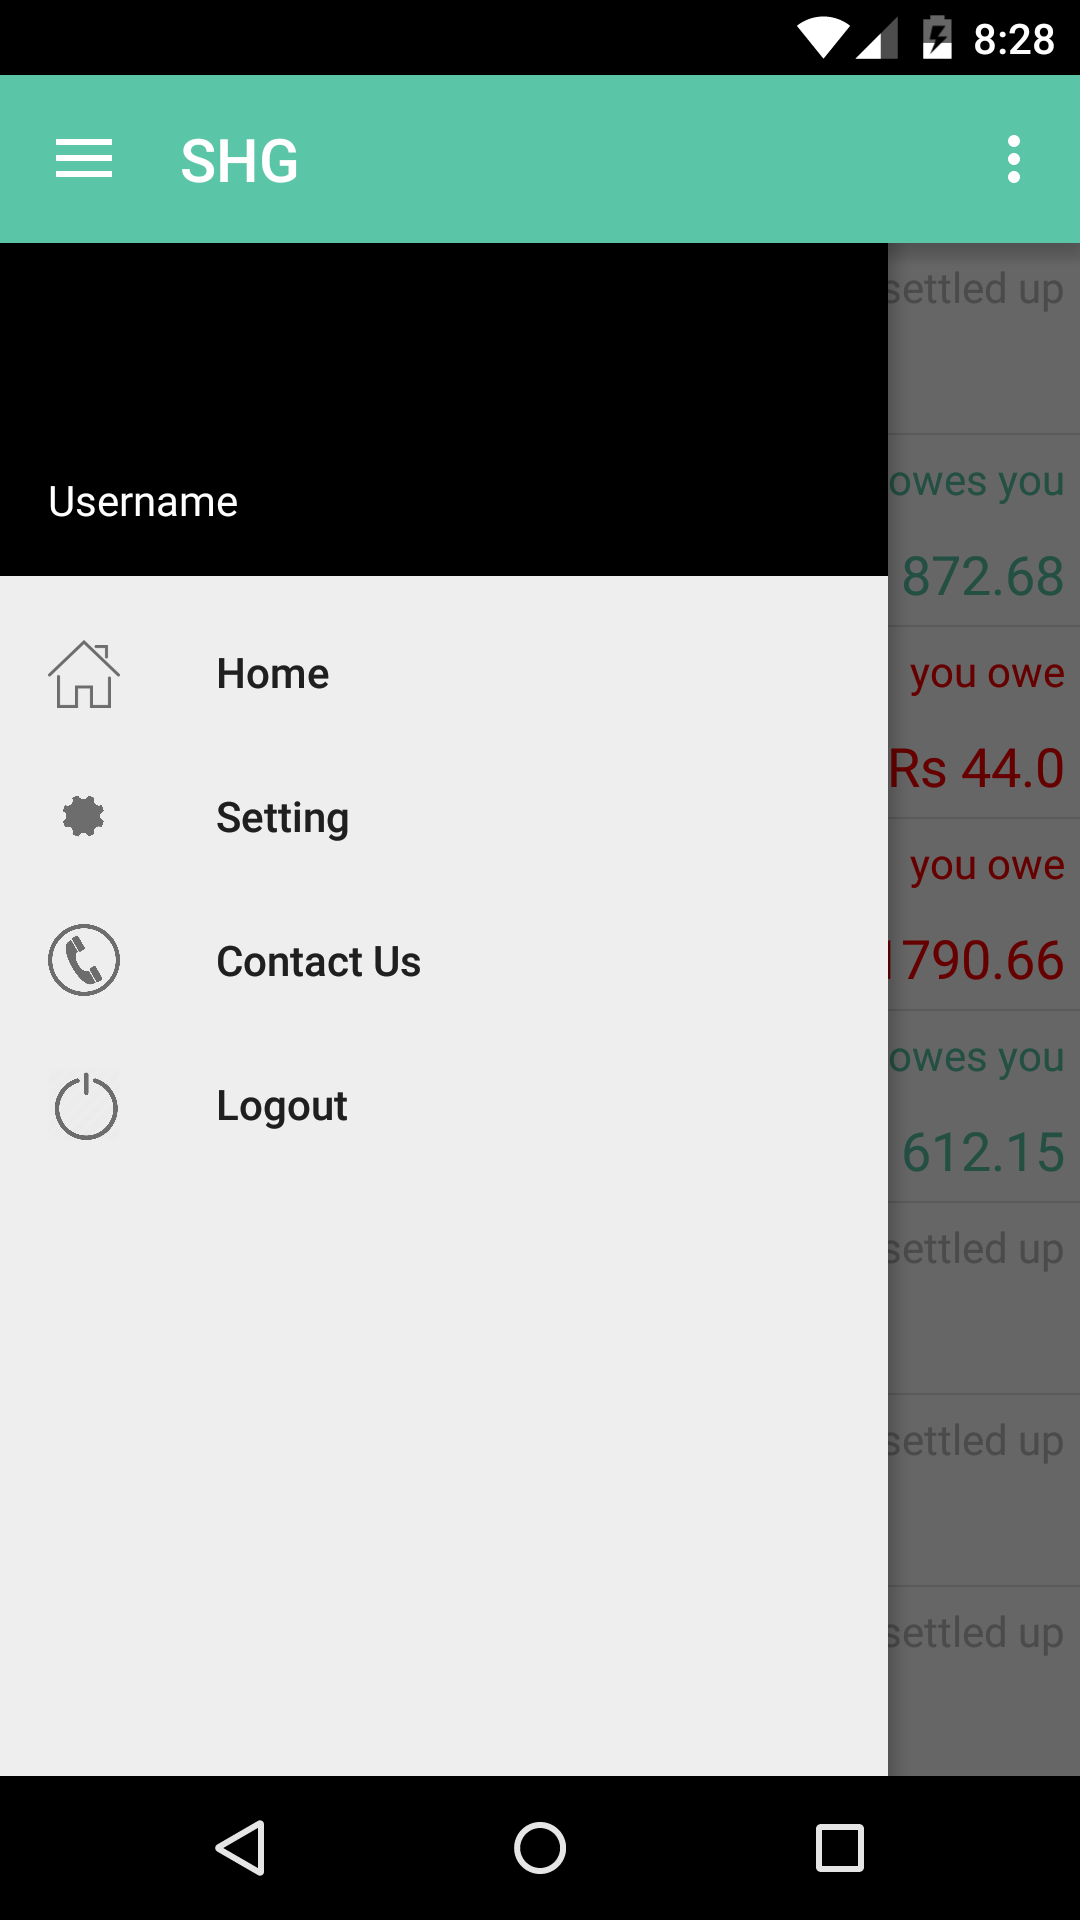 8:28
SHG
settled up
Username
owes you
872.68
Home
you owe
Rs 44.0
Setting
you owe
790.66
Contact Us
owes you
612.15
Logout
settled up
settled up
settled up